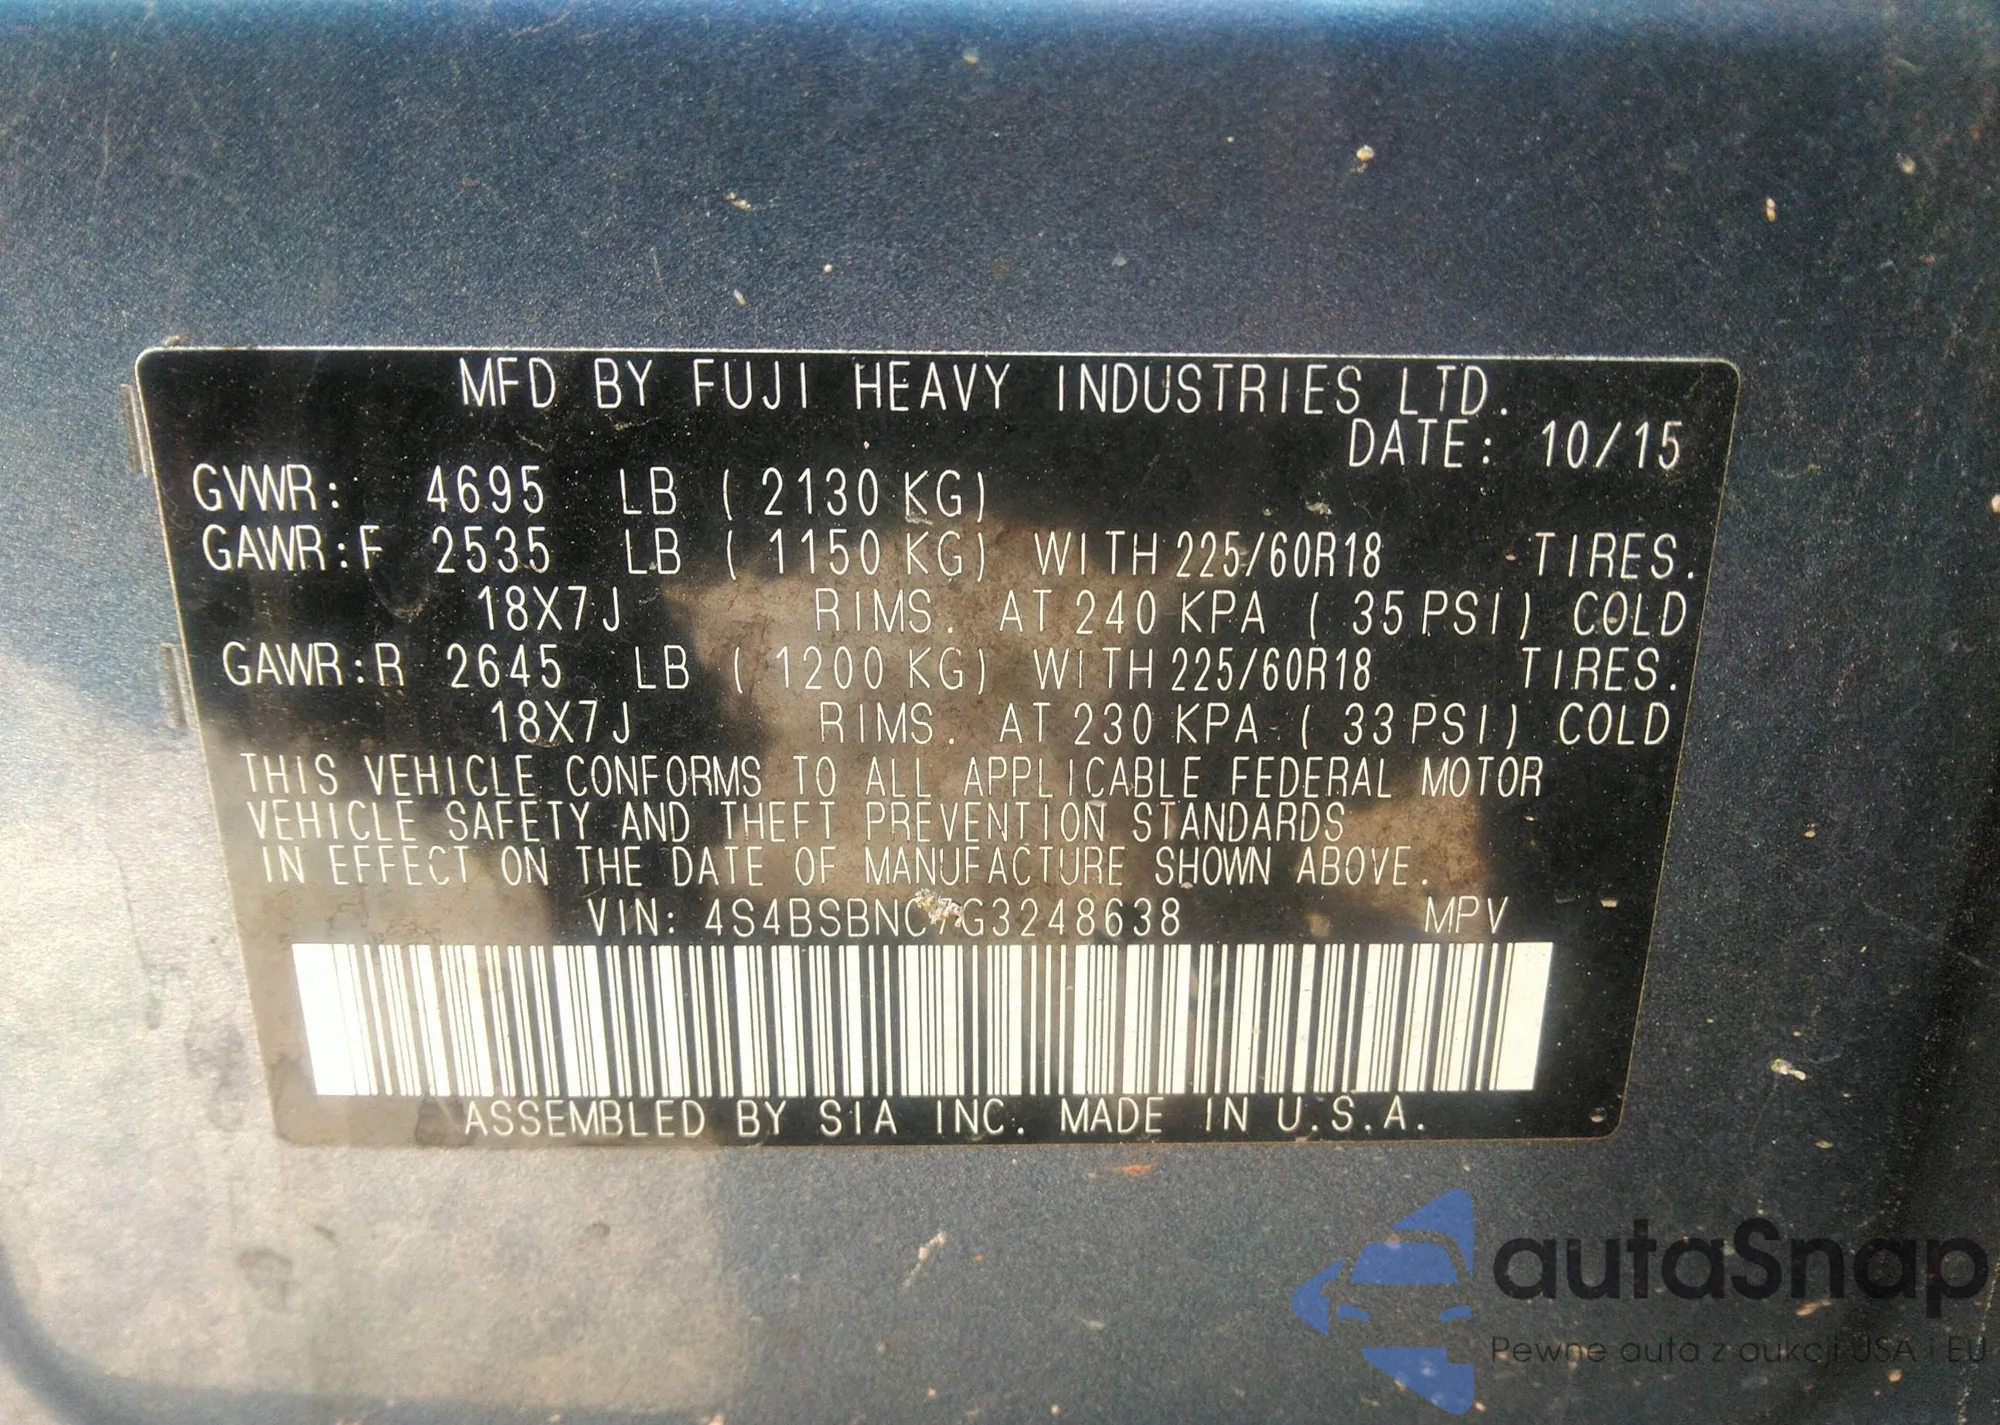 MFD BY FUJI HEAVY INDUSTRIES LTD.
DATE: 10/15
GVWR: 4695 LB ( 2130 KG)
GAWR:F 2535 LB ( 1150 KG) WITH 225/60R18 TIRES.
18X7J RIMS. AT 240 KPA ( 35 PSI) COLD
GAWR:R 2645 LB ( 1200 KG) WITH 225/60R18 TIRES.
18X7J RIMS. AT 230 KPA ( 33 PSI) COLD
THIS VEHICLE CONFORMS TO ALL APPLICABLE FEDERAL MOTOR
VEHICLE SAFETY AND THEFT PREVENTION STANDARDS
IN EFFECT ON THE DATE OF MANUFACTURE SHOWN ABOVE.
VIN: MPV
ASSEMBLED BY SIA INC. MADE IN U.S.A.
autaSnap
Pewne auta z aukcji USA i EU